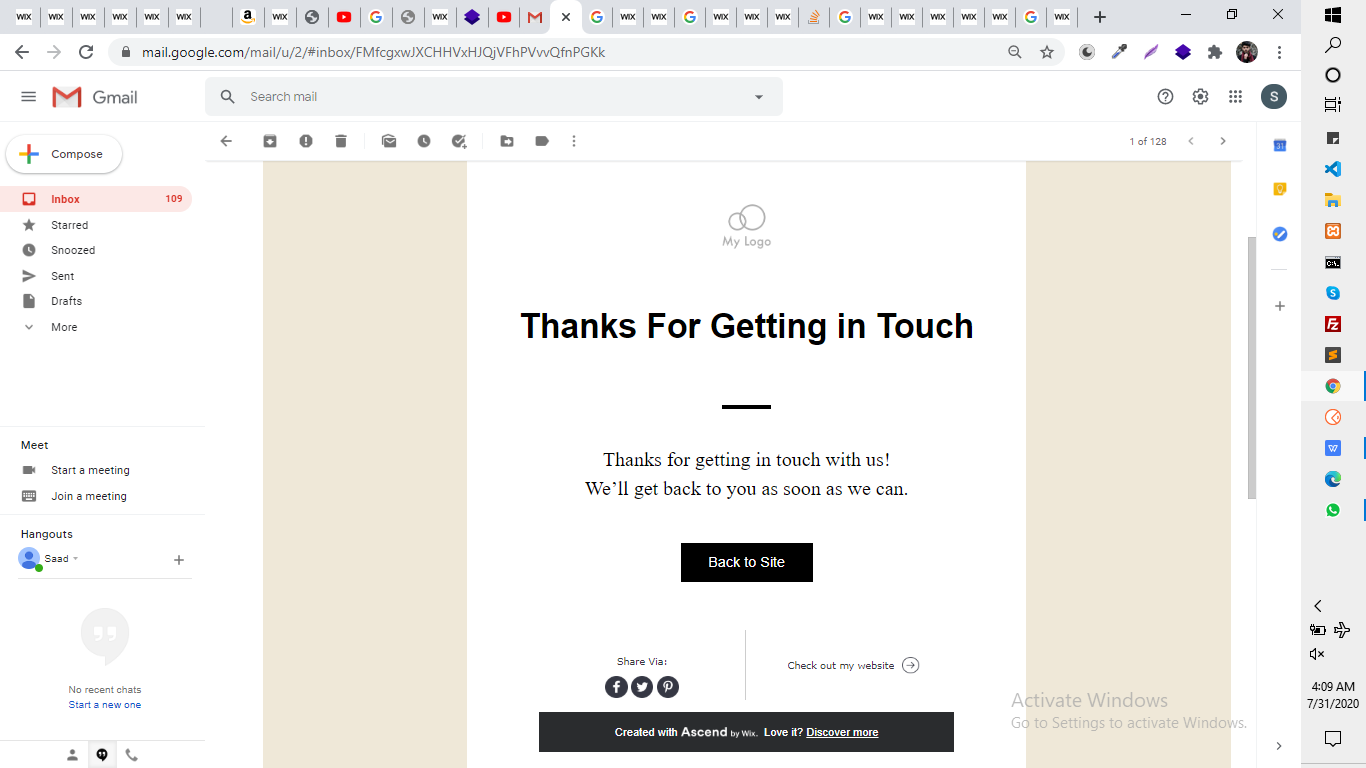 WIX WIX WIX WIX WIX WIX WIX WIX WIX WIX WIX WIX WIX WIX WIX WIX WIX WIX WIX WIX
mail.google.com/mail/u/2/#inbox/FMfcgxwJXCHHVxHJQjVFhPVvvQfnPGKk
Gmail
Search mail
S
Compose
1 of 128
31
Inbox 109
Starred
Snoozed
Sent
Drafts
More
Meet
Start a meeting
Join a meeting
Hangouts
Saad
No recent chats
Start a new one
My Logo
Thanks For Getting in Touch
Thanks for getting in touch with us!
We’ll get back to you as soon as we can.
Back to Site
Share Via:
Check out my website
Created with Ascend by Wix. Love it? Discover more
Activate Windows
Go to Settings to activate Windows.
4:09 AM
7/31/2020